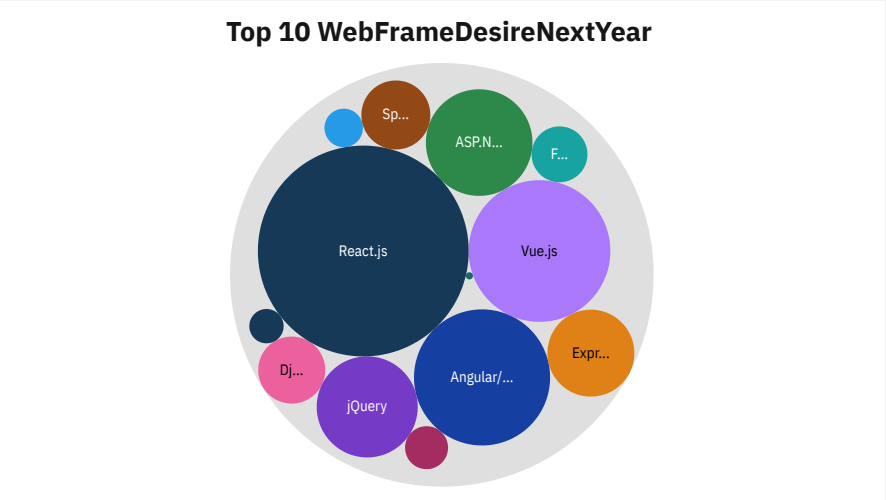 Top 10 WebFrameDesireNextYear
Sp...
ASP.N...
F...
React.js
Vue.js
Expr...
Dj...
Angular/...
jQuery